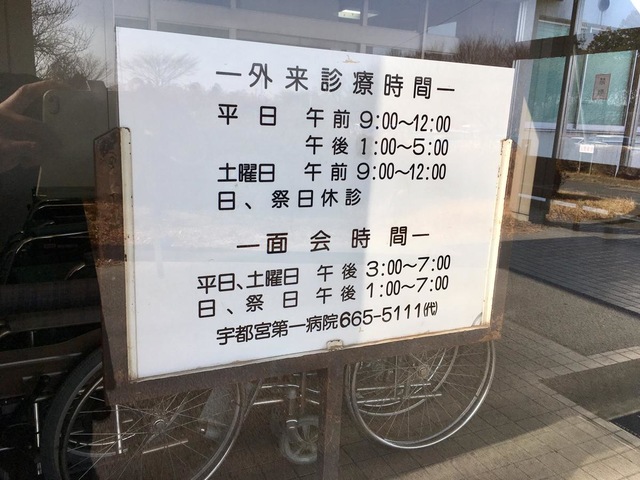 ー外来診療時間ー
平日 午前 9:00〜12:00
午後 1:00〜5:00
土曜日 午前 9:00〜12:00
日、祭日休診
ー面会時間ー
平日、土曜日 午後 3:00〜7:00
日、祭日 午後 1:00〜7:00
宇都宮第一病院665-5111㈹